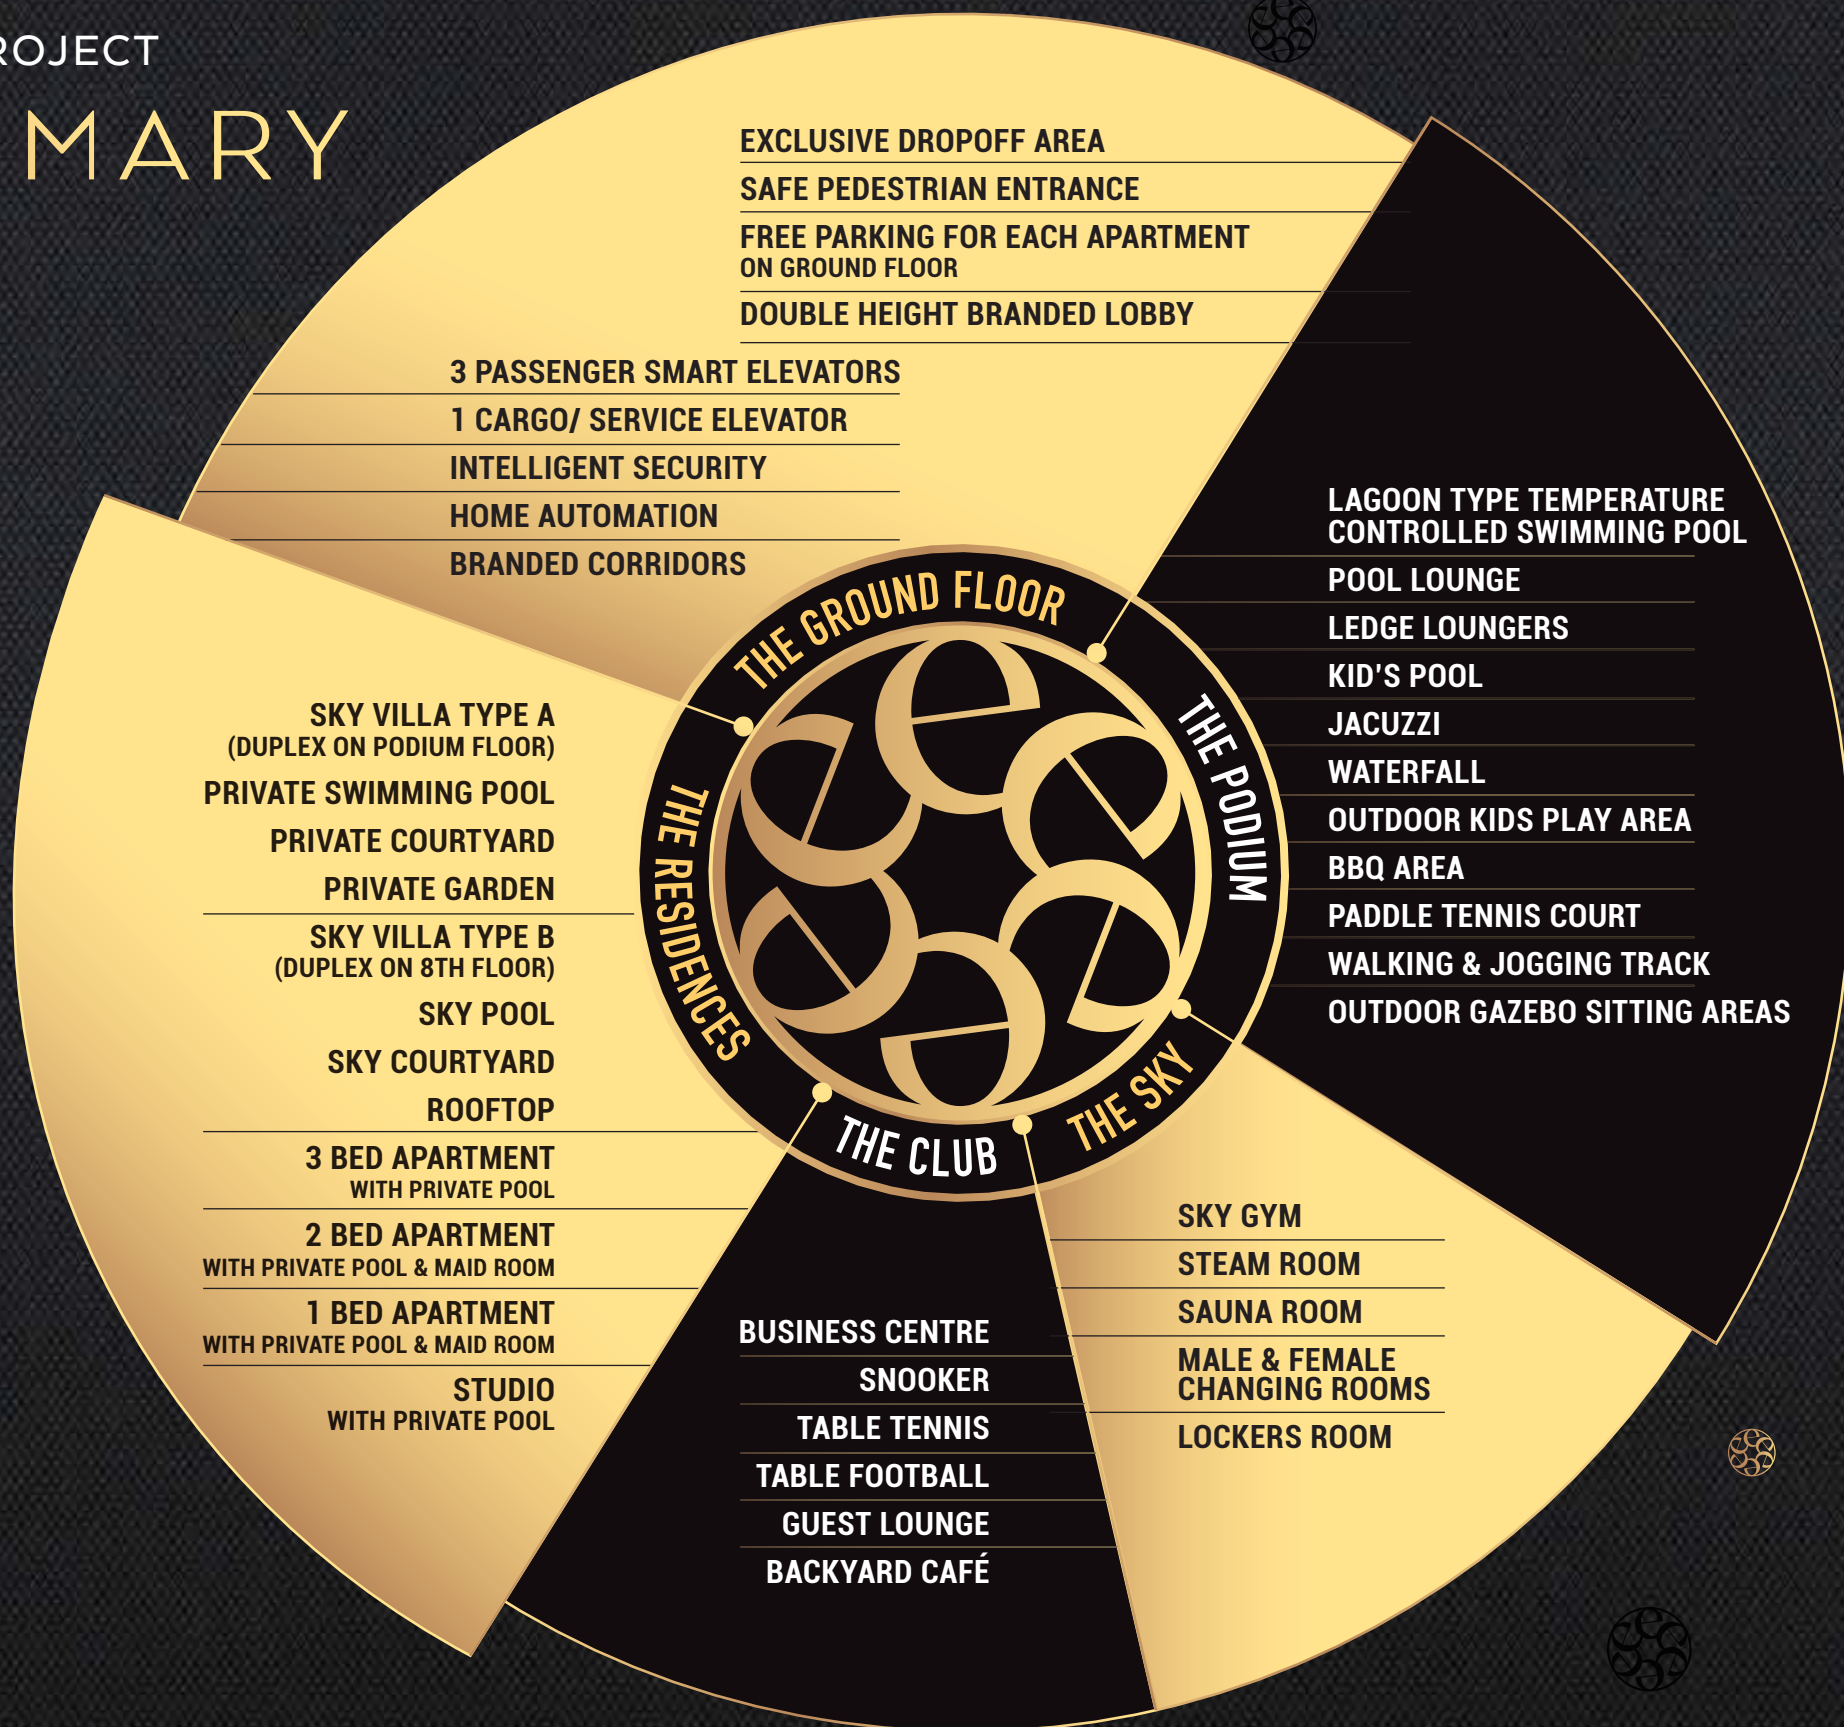 MARY
EXCLUSIVE DROPOFF AREA
SAFE PEDESTRIAN ENTRANCE
FREE PARKING FOR EACH APARTMENT
ON GROUND FLOOR
DOUBLE HEIGHT BRANDED LOBBY
3 PASSENGER SMART ELEVATORS
1 CARGO/ SERVICE ELEVATOR
INTELLIGENT SECURITY
HOME AUTOMATION
BRANDED CORRIDORS
THE GROUND FLOOR
THE PODIUM
LAGOON TYPE TEMPERATURE
CONTROLLED SWIMMING POOL
POOL LOUNGE
LEDGE LOUNGERS
KID'S POOL
JACUZZI
WATERFALL
OUTDOOR KIDS PLAY AREA
BBQ AREA
PADDLE TENNIS COURT
WALKING & JOGGING TRACK
OUTDOOR GAZEBO SITTING AREAS
THE SKY
SKY GYM
STEAM ROOM
SAUNA ROOM
MALE & FEMALE
CHANGING ROOMS
LOCKERS ROOM
THE CLUB
BUSINESS CENTRE
SNOOKER
TABLE TENNIS
TABLE FOOTBALL
GUEST LOUNGE
BACKYARD CAFÉ
THE RESIDENCES
SKY VILLA TYPE A
(DUPLEX ON PODIUM FLOOR)
PRIVATE SWIMMING POOL
PRIVATE COURTYARD
PRIVATE GARDEN
SKY VILLA TYPE B
(DUPLEX ON 8TH FLOOR)
SKY POOL
SKY COURTYARD
ROOFTOP
3 BED APARTMENT
WITH PRIVATE POOL
2 BED APARTMENT
WITH PRIVATE POOL & MAID ROOM
1 BED APARTMENT
WITH PRIVATE POOL & MAID ROOM
STUDIO
WITH PRIVATE POOL